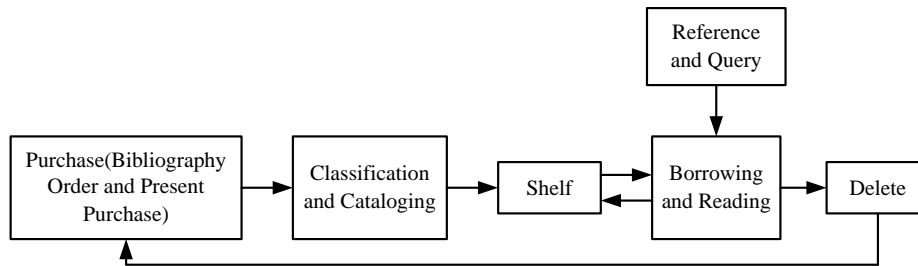 Reference
and Query
Purchase(Bibliography
Order and Present
Purchase)
Classification
and Cataloging
Shelf
Borrowing
and Reading
Delete